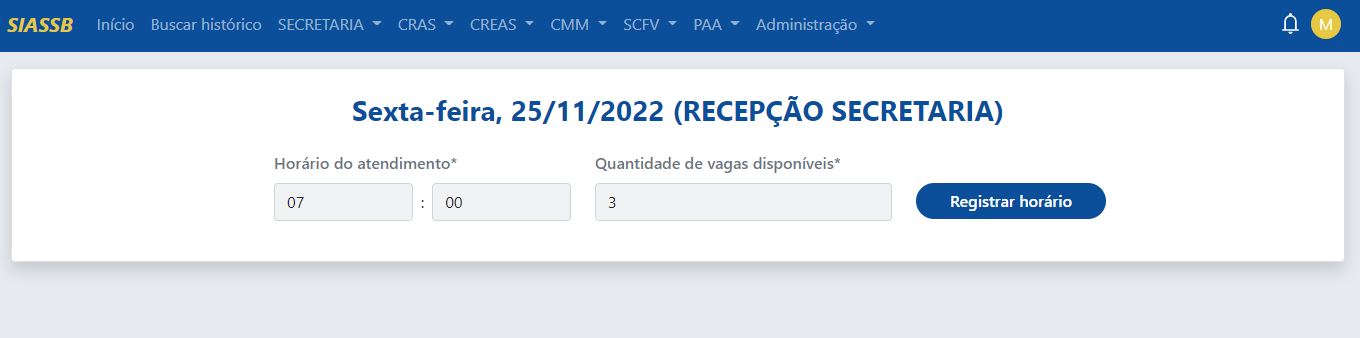 SIASSB Início Buscar histórico SECRETARIA CRAS CREAS CMM SCFV PAA Administração M
Sexta-feira, 25/11/2022 (RECEPÇÃO SECRETARIA)
Horário do atendimento* Quantidade de vagas disponíveis*
07 : 00 3 Registrar horário